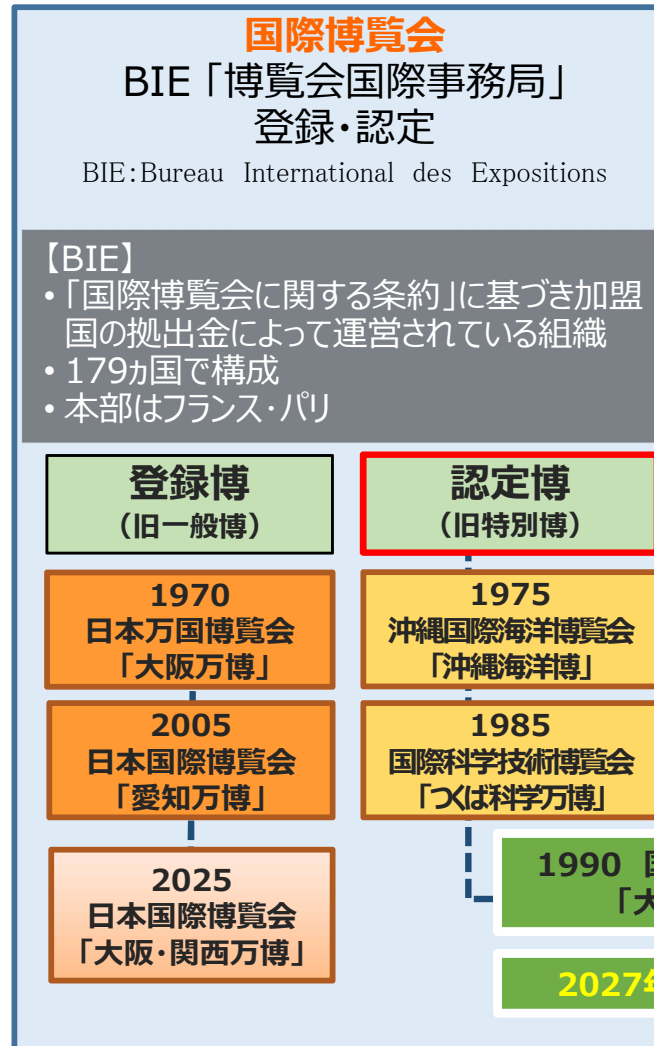 国際博覧会
BIE「博覧会国際事務局」
登録・認定
BIE:Bureau International des Expositions
【BIE】
・「国際博覧会に関する条約」に基づき加盟
国の拠出金によって運営されている組織
・179ヵ国で構成
・本部はフランス・パリ
登録博
（旧一般博）
認定博
（旧特別博）
1970
日本万国博覧会
「大阪万博」
1975
沖縄国際海洋博覧会
「沖縄海洋博」
2005
日本国際博覧会
「愛知万博」
1985
国際科学技術博覧会
「つくば科学万博」
2025
日本国際博覧会
「大阪・関西万博」
1990
「大
2027年